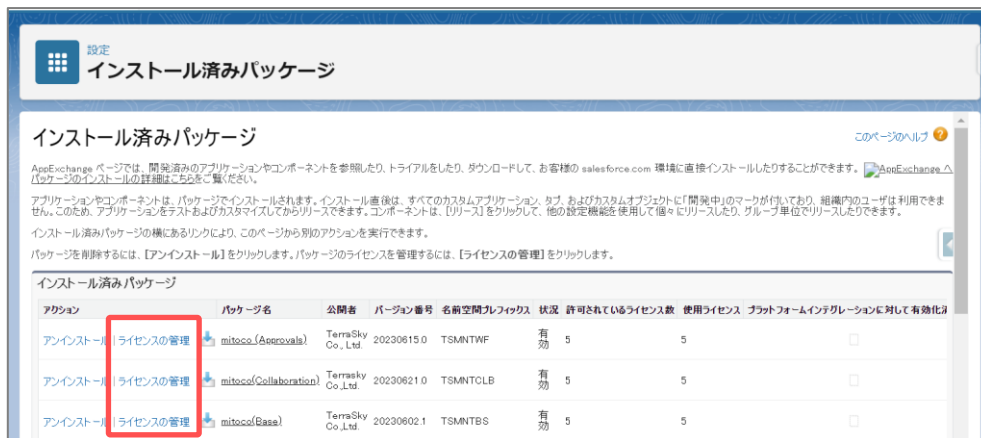 設定
インストール済みパッケージ
インストール済みパッケージ
このページのヘルプ
AppExchange ページでは、開発済みのアプリケーションやコンポーネントを参照したり、トライアルをしたり、ダウンロードして、お客様の salesforce.com 環境に直接インストールしたりすることができます。 AppExchange へ
パッケージのインストールの詳細はこちらをご覧ください。
アプリケーションやコンポーネントは、パッケージでインストールされます。インストール直後は、すべてのカスタムアプリケーション、タブ、およびカスタムオブジェクトに「開発中」のマークが付いており、組織内のユーザは利用できま
せん。このため、アプリケーションをテストおよびカスタマイズしてからリリースできます。コンポーネントは、[リリース] をクリックして、他の設定機能を使用して個々にリリースしたり、グループ単位でリリースしたりできます。
インストール済みパッケージの横にあるリンクにより、このページから別のアクションを実行できます。
パッケージを削除するには、[アンインストール] をクリックします。パッケージのライセンスを管理するには、[ライセンスの管理] をクリックします。
インストール済みパッケージ
アクション パッケージ名 公開者 バージョン番号 名前空間プレフィックス 状況 許可されているライセンス数 使用ライセンス プラットフォームインテグレーションに対して有効化済
アンインストール | ライセンスの管理 mitoco (Approvals) TerraSky Co., Ltd. 20230615.0 TSMNTWF 有効 5 5
アンインストール | ライセンスの管理 mitoco(Collaboration) Terrasky Co.,Ltd. 20230621.0 TSMNTCLB 有効 5 5
アンインストール | ライセンスの管理 mitoco(Base) TerraSky Co.,Ltd. 20230602.1 TSMNTBS 有効 5 5